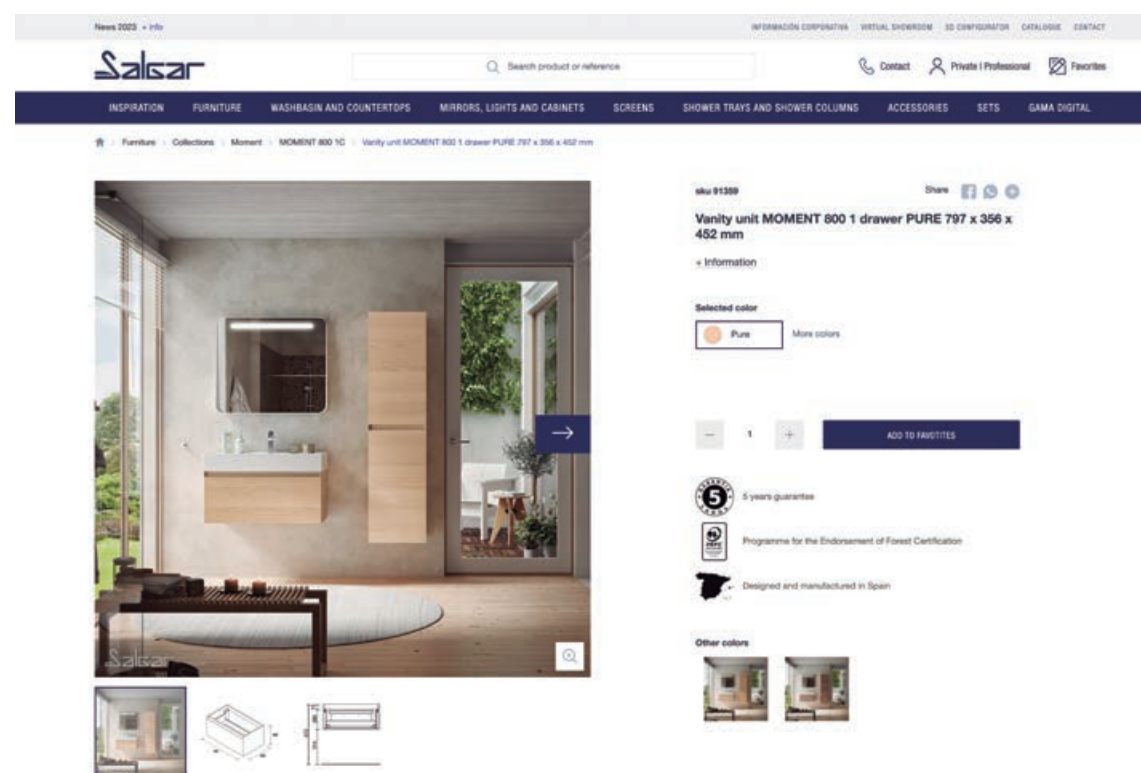 News 2023 + info
INFORMACIÓN CORPORATIVA VIRTUAL SHOWROOM 3D CONFIGURATOR CATALOGUE CONTACT
Salgar
Search product or reference
Contact Private | Professional Favorites
INSPIRATION FURNITURE WASHBASIN AND COUNTERTOPS MIRRORS, LIGHTS AND CABINETS SCREENS SHOWER TRAYS AND SHOWER COLUMNS ACCESSORIES SETS GAMA DIGITAL
Furniture Collections Moment MOMENT 800 1C Vanity unit MOMENT 800 1 drawer PURE 797 x 356 x 452 mm
sku 91359
Share
Vanity unit MOMENT 800 1 drawer PURE 797 x 356 x
452 mm
+ Information
Selected color
Pure More colors
− 1 +
ADD TO FAVOTITES
GARANTIA 5
5 years guarantee
PEFC
Programme for the Endorsement of Forest Certification
Designed and manufactured in Spain
Other colors
Salgar